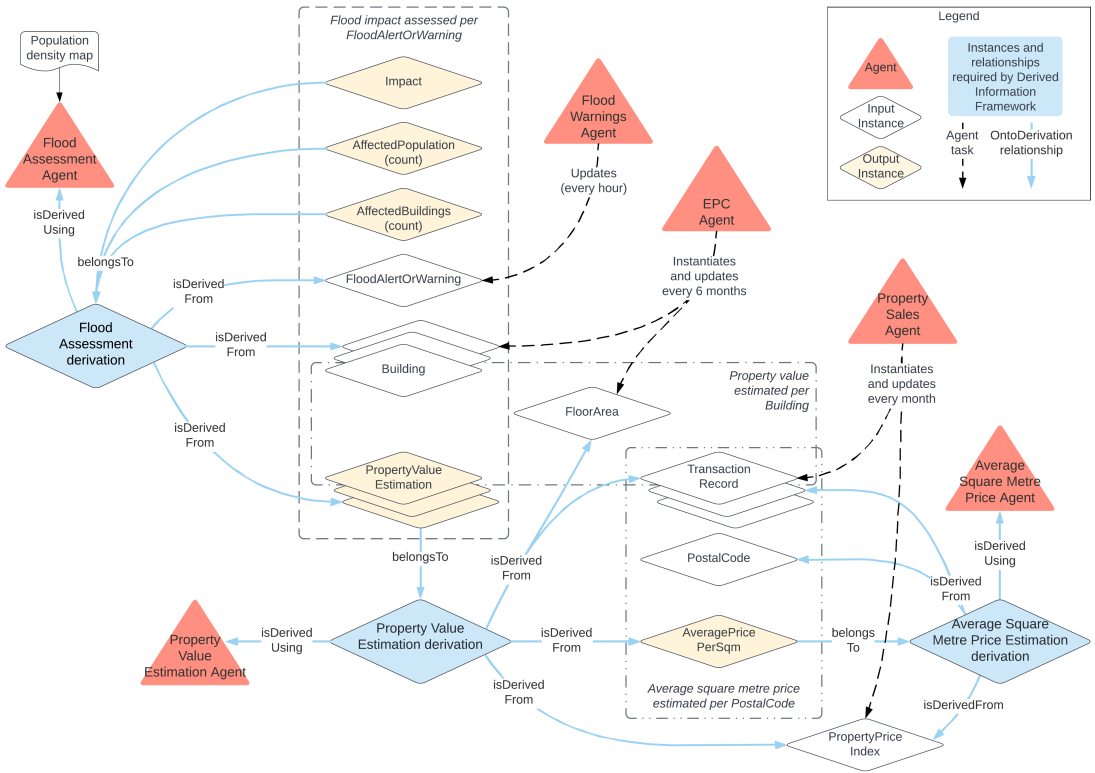 Population
density map
Flood
Assessment
Agent
isDerived
Using
belongsTo
Flood
Assessment
derivation
isDerived
From
isDerived
From
isDerived
From
Flood impact assessed per
FloodAlertOrWarning
Impact
AffectedPopulation
(count)
AffectedBuildings
(count)
FloodAlertOrWarning
Building
PropertyValue
Estimation
belongsTo
Flood
Warnings
Agent
Updates
(every hour)
EPC
Agent
Instantiates
and updates
every 6 months
Property value
estimated per
Building
FloorArea
Property
Sales
Agent
Instantiates
and updates
every month
Transaction
Record
PostalCode
AveragePrice
PerSqm
Average square metre price
estimated per PostalCode
Average
Square Metre
Price Agent
isDerived
Using
isDerived
From
Average Square
Metre Price Estimation
derivation
belongs
To
isDerivedFrom
PropertyPrice
Index
Property
Value
Estimation Agent
isDerived
Using
Property Value
Estimation derivation
isDerived
From
isDerived
From
isDerived
From
Legend
Agent
Input
Instance
Output
Instance
Instances and
relationships
required by Derived
Information
Framework
Agent
task
OntoDerivation
relationship